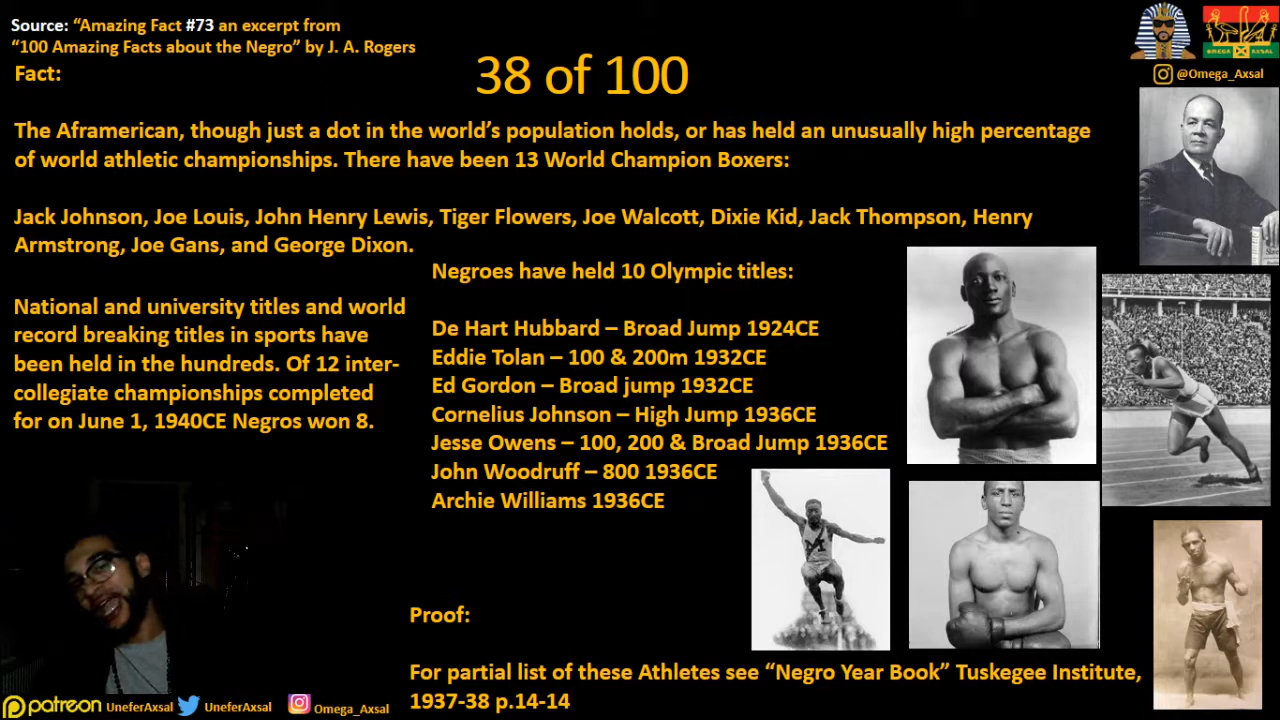 Source: “Amazing Fact #73 an excerpt from
“100 Amazing Facts about the Negro” by J. A. Rogers
Fact:
38 of 100
OMEGA AXSAL
@Omega_Axsal
The Aframerican, though just a dot in the world’s population holds, or has held an unusually high percentage
of world athletic championships. There have been 13 World Champion Boxers:
Jack Johnson, Joe Louis, John Henry Lewis, Tiger Flowers, Joe Walcott, Dixie Kid, Jack Thompson, Henry
Armstrong, Joe Gans, and George Dixon.
National and university titles and world
record breaking titles in sports have
been held in the hundreds. Of 12 inter-
collegiate championships completed
for on June 1, 1940CE Negros won 8.
Negroes have held 10 Olympic titles:
De Hart Hubbard – Broad Jump 1924CE
Eddie Tolan – 100 & 200m 1932CE
Ed Gordon – Broad jump 1932CE
Cornelius Johnson – High Jump 1936CE
Jesse Owens – 100, 200 & Broad Jump 1936CE
John Woodruff – 800 1936CE
Archie Williams 1936CE
M
Proof:
For partial list of these Athletes see “Negro Year Book” Tuskegee Institute,
1937-38 p.14-14
patreon UneferAxsal UneferAxsal Omega_Axsal